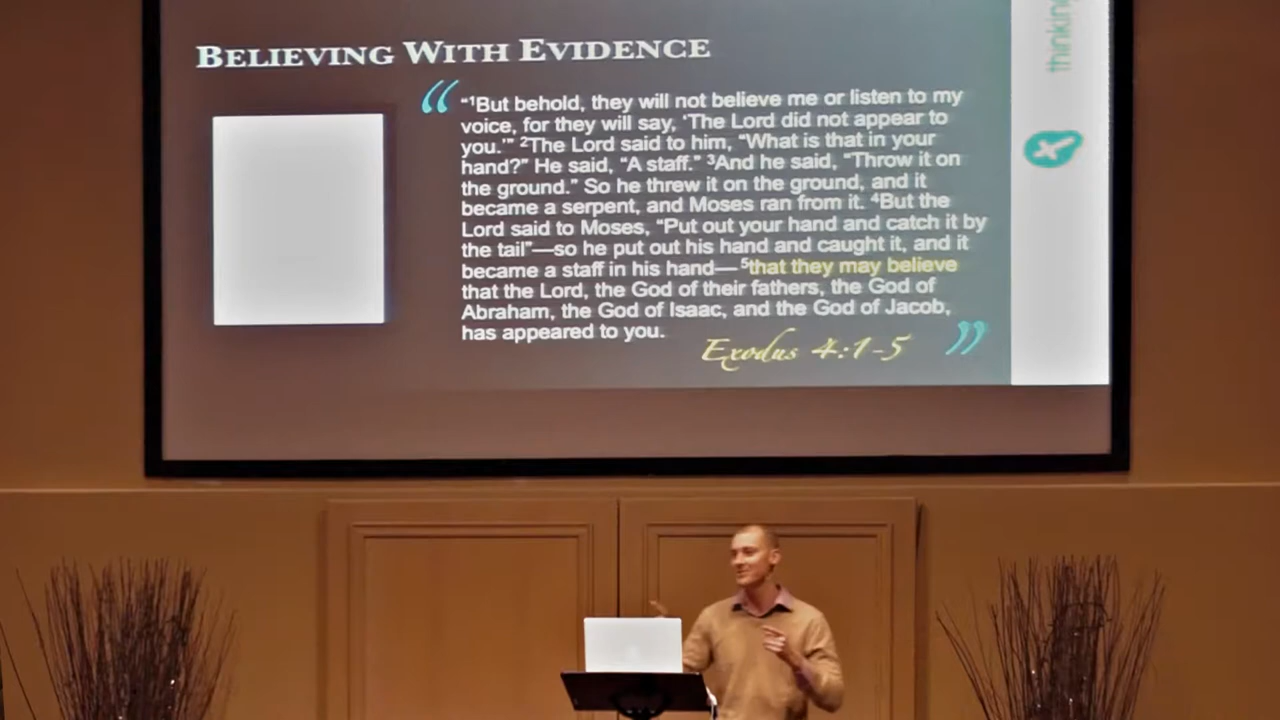 BELIEVING WITH EVIDENCE
“
“¹But behold, they will not believe me or listen to my
voice, for they will say, ‘The Lord did not appear to
you.’” ²The Lord said to him, “What is that in your
hand?” He said, “A staff.” ³And he said, “Throw it on
the ground.” So he threw it on the ground, and it
became a serpent, and Moses ran from it. ⁴But the
Lord said to Moses, “Put out your hand and catch it by
the tail”—so he put out his hand and caught it, and it
became a staff in his hand— ⁵that they may believe
that the Lord, the God of their fathers, the God of
Abraham, the God of Isaac, and the God of Jacob,
has appeared to you.
Exodus 4:1-5 ”
thinking